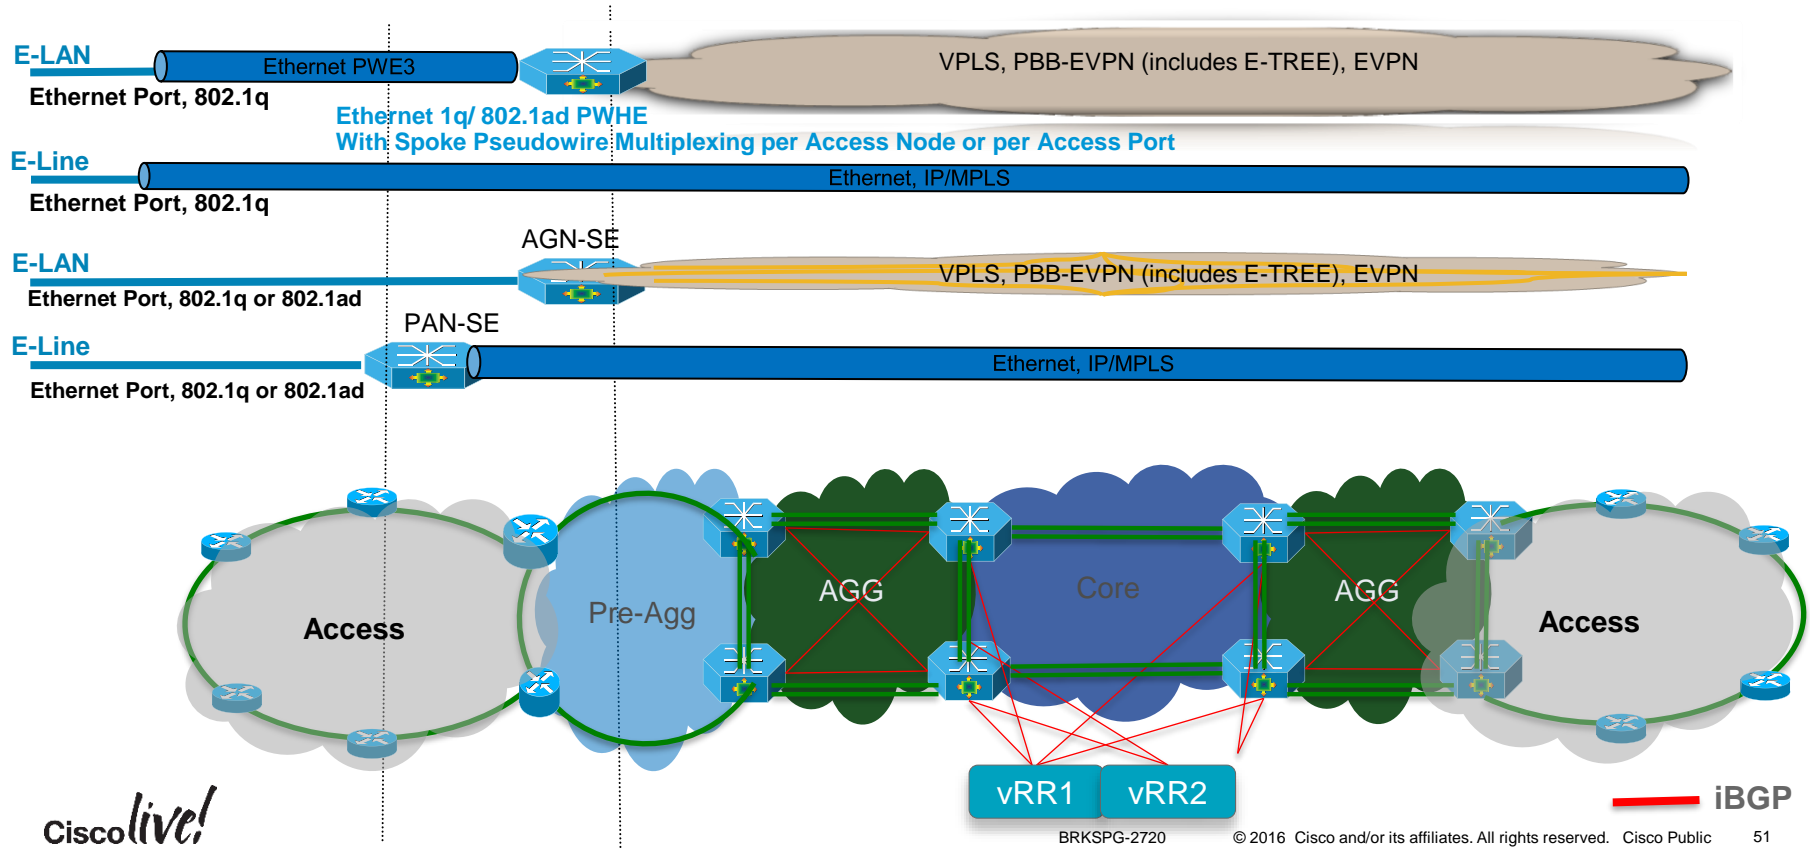 E-LAN
Ethernet PWE3
VPLS, PBB-EVPN (includes E-TREE), EVPN
Ethernet Port, 802.1q
Ethernet 1q/ 802.1ad PWHE
With Spoke Pseudowire Multiplexing per Access Node or per Access Port
E-Line
Ethernet, IP/MPLS
Ethernet Port, 802.1q
AGN-SE
E-LAN
VPLS, PBB-EVPN (includes E-TREE), EVPN
Ethernet Port, 802.1q or 802.1ad
PAN-SE
E-Line
Ethernet, IP/MPLS
Ethernet Port, 802.1q or 802.1ad
Access
Pre-Agg
AGG
Core
AGG
Access
vRR1
vRR2
iBGP
Cisco live!
BRKSPG-2720
© 2016 Cisco and/or its affiliates. All rights reserved. Cisco Public
51